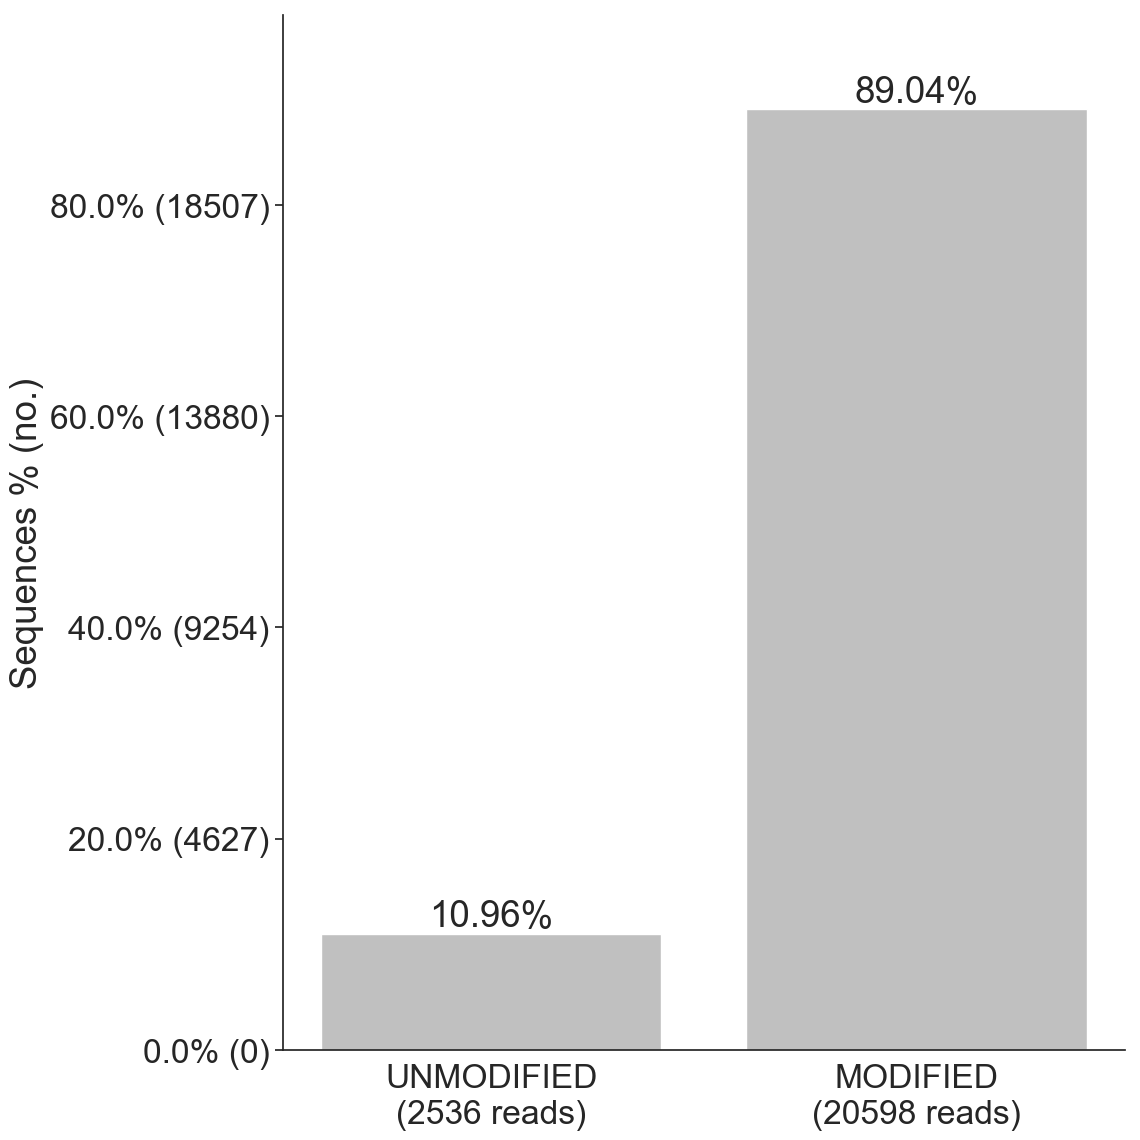 89.04%
80.0% (18507)
60.0% (13880)
Sequences % (no.)
40.0% (9254)
20.0% (4627)
10.96%
0.0% (0)
UNMODIFIED
(2536 reads)
MODIFIED
(20598 reads)